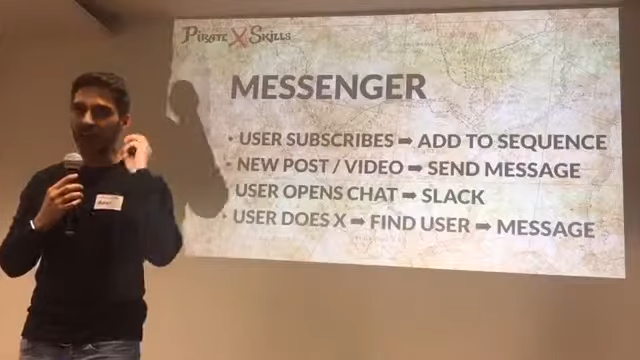 PIRATE X SKILLS
MESSENGER
• USER SUBSCRIBES ➡ ADD TO SEQUENCE
• NEW POST / VIDEO ➡ SEND MESSAGE
USER OPENS CHAT ➡ SLACK
• USER DOES X ➡ FIND USER ➡ MESSAGE